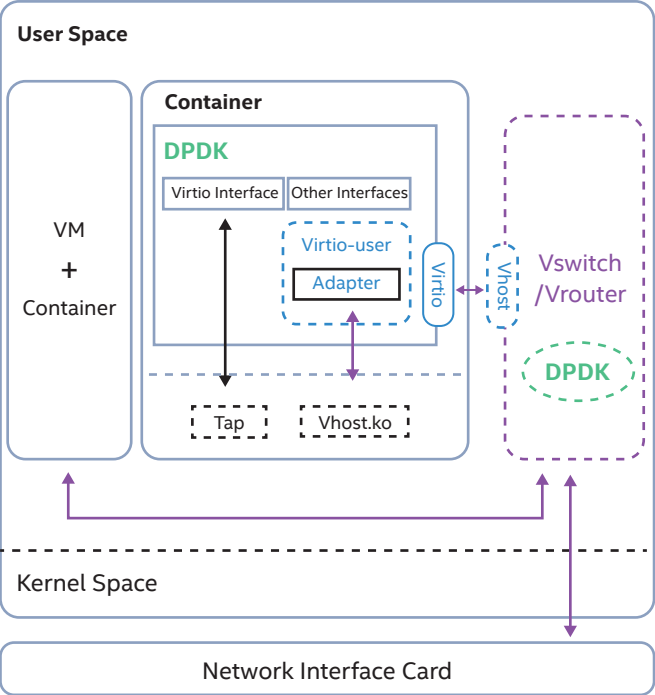 User Space
VM
+
Container
Container
DPDK
Virtio Interface
Other Interfaces
Virtio-user
Adapter
Virtio
Vhost
Vswitch
/Vrouter
DPDK
Tap
Vhost.ko
Kernel Space
Network Interface Card